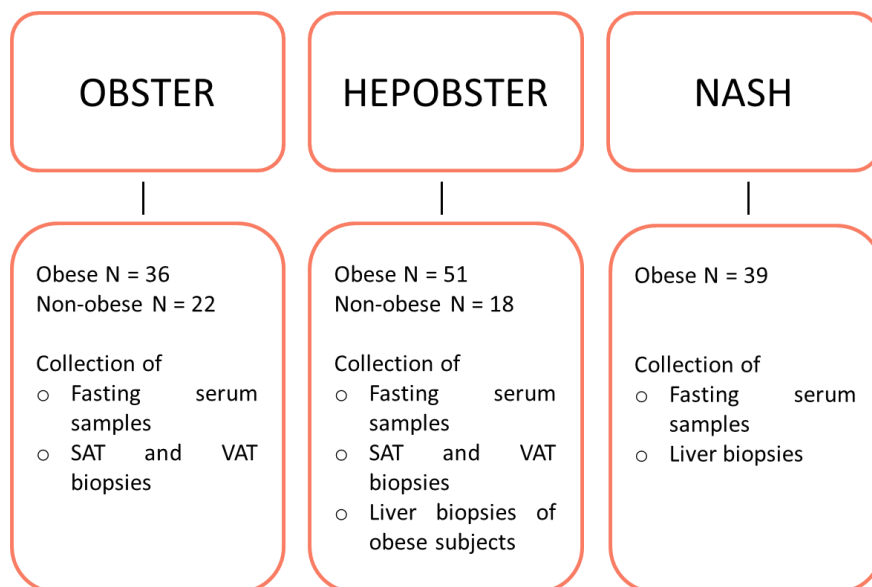 OBSTER
Obese N = 36
Non-obese N = 22
Collection of
o Fasting serum
samples
o SAT and VAT
biopsies
HEPOBSTER
Obese N = 51
Non-obese N = 18
Collection of
o Fasting serum
samples
o SAT and VAT
biopsies
o Liver biopsies of
obese subjects
NASH
Obese N = 39
Collection of
o Fasting serum
samples
o Liver biopsies